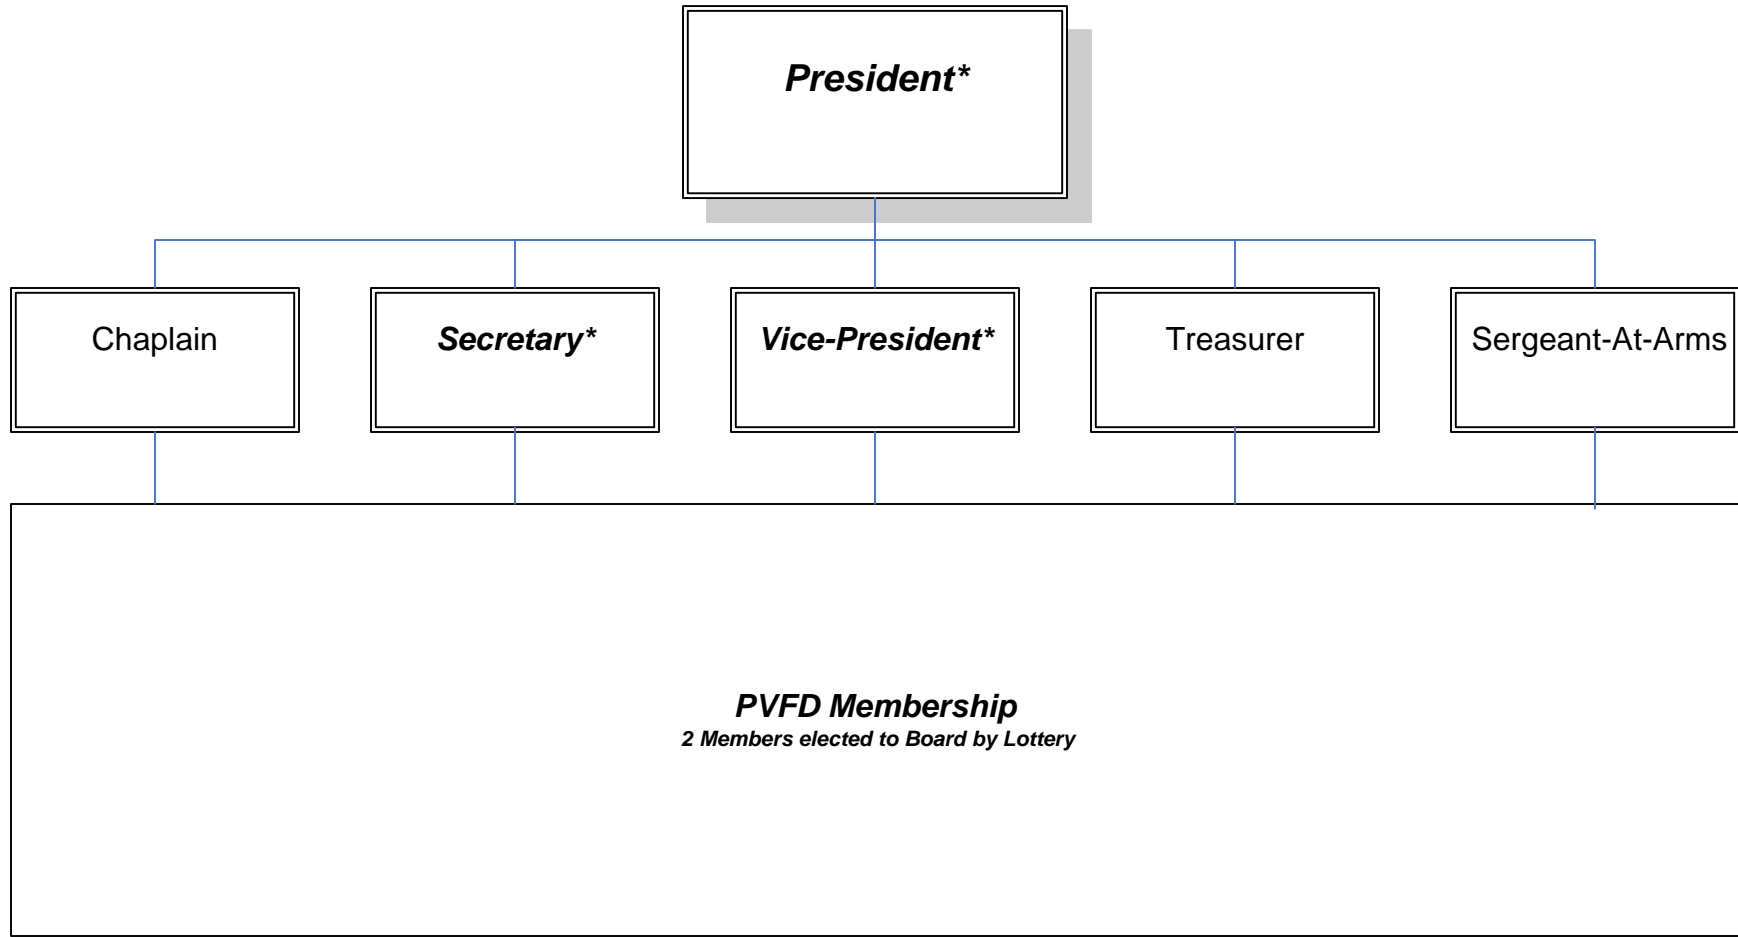 President*
Chaplain
Secretary*
Vice-President*
Treasurer
Sergeant-At-Arms
PVFD Membership
2 Members elected to Board by Lottery